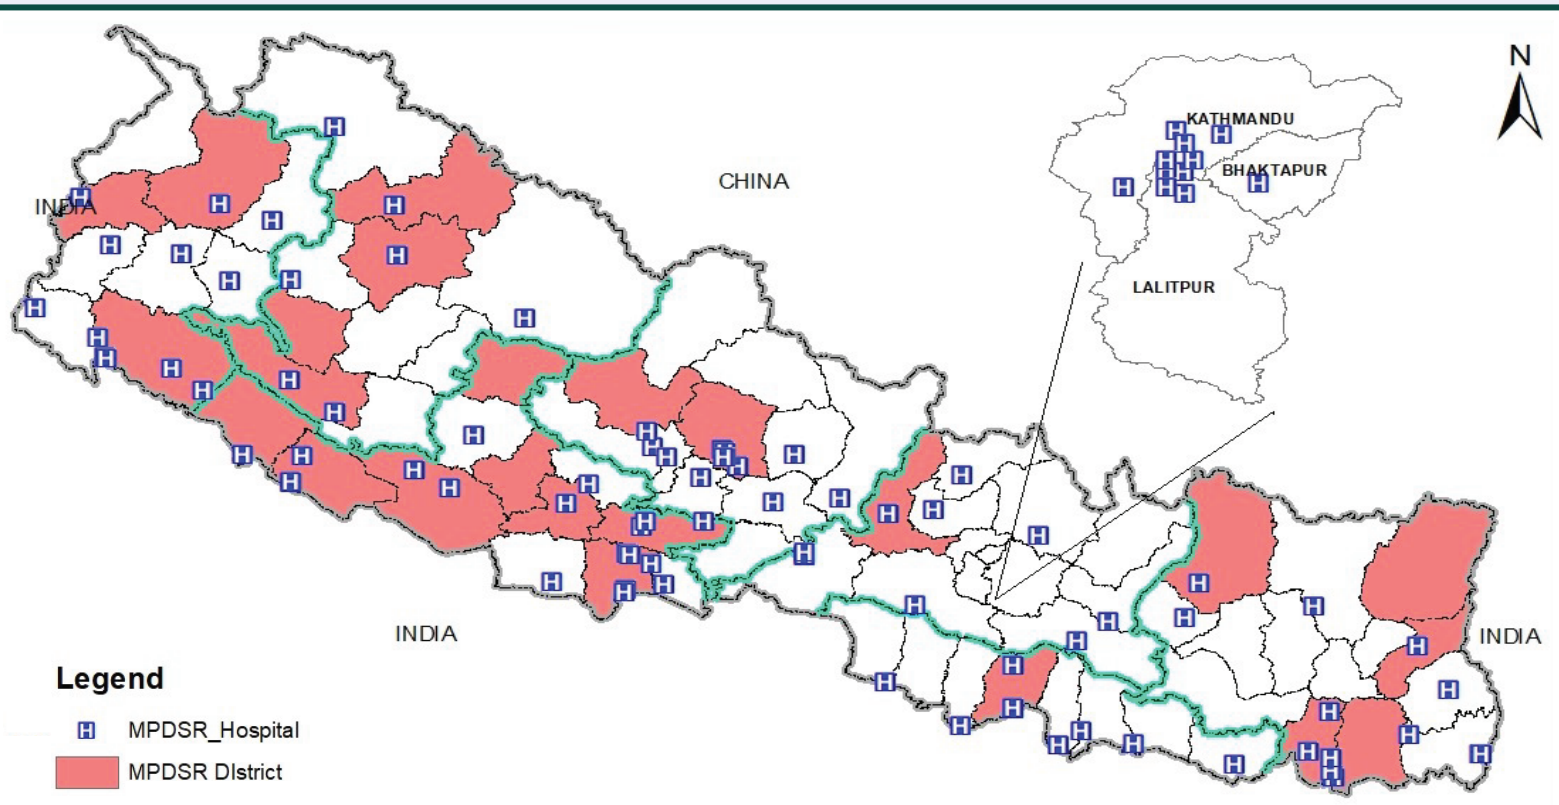 N
KATHMANDU
BHAKTAPUR
CHINA
INDIA
LALITPUR
INDIA
INDIA
Legend
H MPDSR_Hospital
MPDSR DIstrict